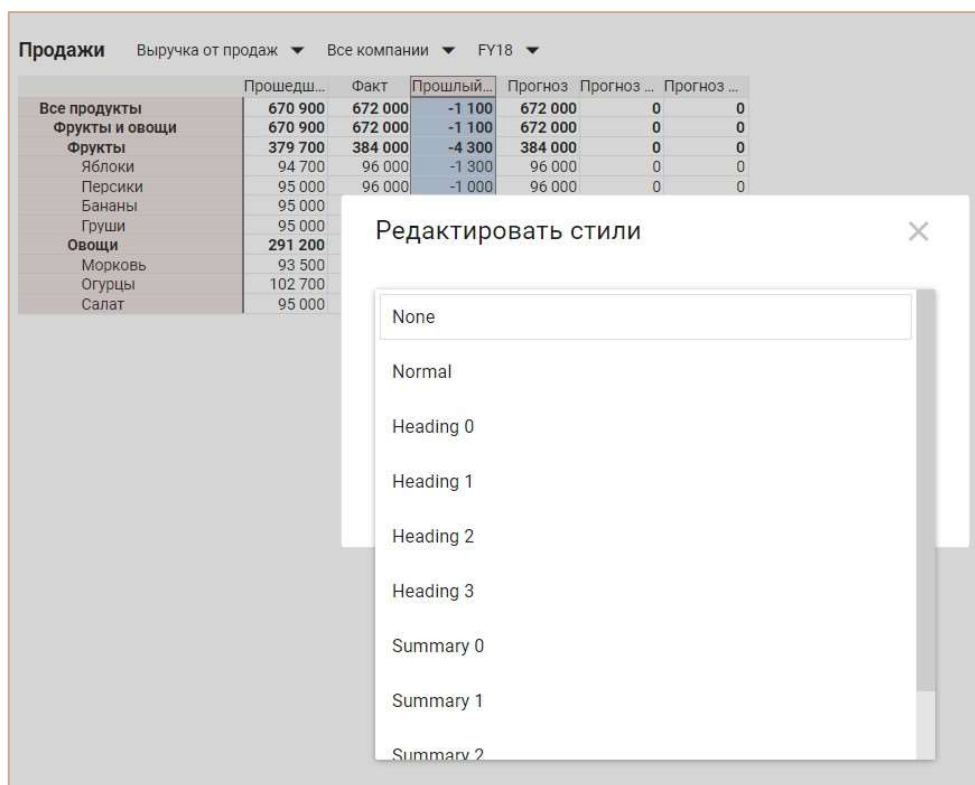 Продажи Выручка от продаж Все компании FY18
Прошедш... Факт Прошлый... Прогноз Прогноз ... Прогноз ...
Все продукты 670 900 672 000 -1 100 672 000 0 0
Фрукты и овощи 670 900 672 000 -1 100 672 000 0 0
Фрукты 379 700 384 000 -4 300 384 000 0 0
Яблоки 94 700 96 000 -1 300 96 000 0 0
Персики 95 000 96 000 -1 000 96 000 0 0
Бананы 95 000
Груши 95 000
Овощи 291 200
Морковь 93 500
Огурцы 102 700
Салат 95 000
Редактировать стили
None
Normal
Heading 0
Heading 1
Heading 2
Heading 3
Summary 0
Summary 1
Summary 2